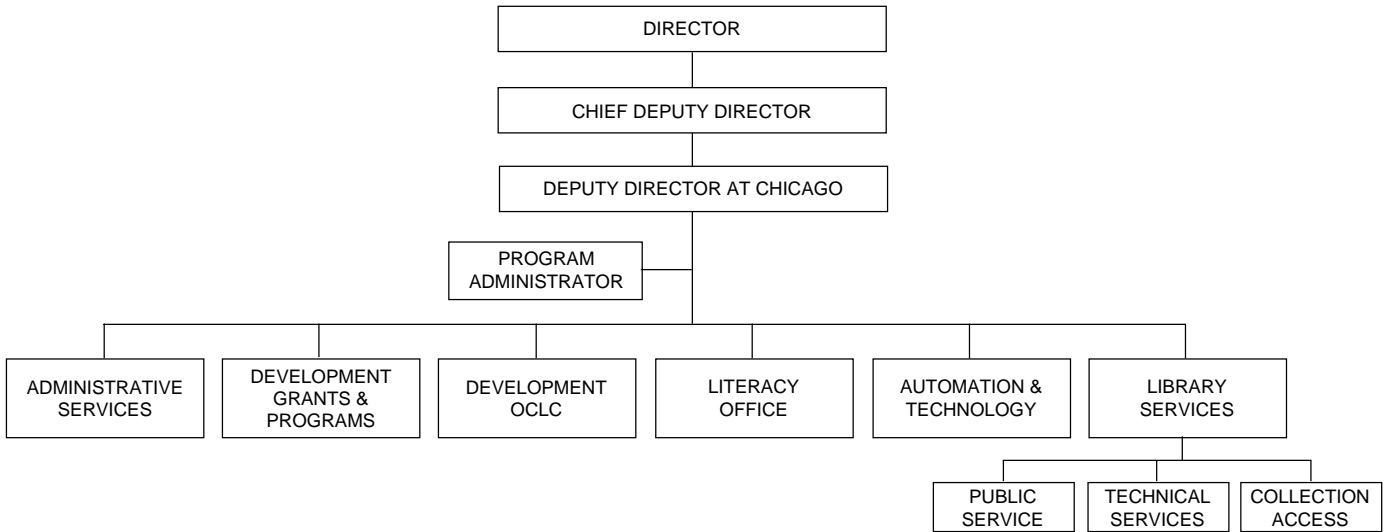 DIRECTOR
CHIEF DEPUTY DIRECTOR
DEPUTY DIRECTOR AT CHICAGO
PROGRAM
ADMINISTRATOR
ADMINISTRATIVE
SERVICES
DEVELOPMENT
GRANTS &
PROGRAMS
DEVELOPMENT
OCLC
LITERACY
OFFICE
AUTOMATION &
TECHNOLOGY
LIBRARY
SERVICES
PUBLIC
SERVICE
TECHNICAL
SERVICES
COLLECTION
ACCESS